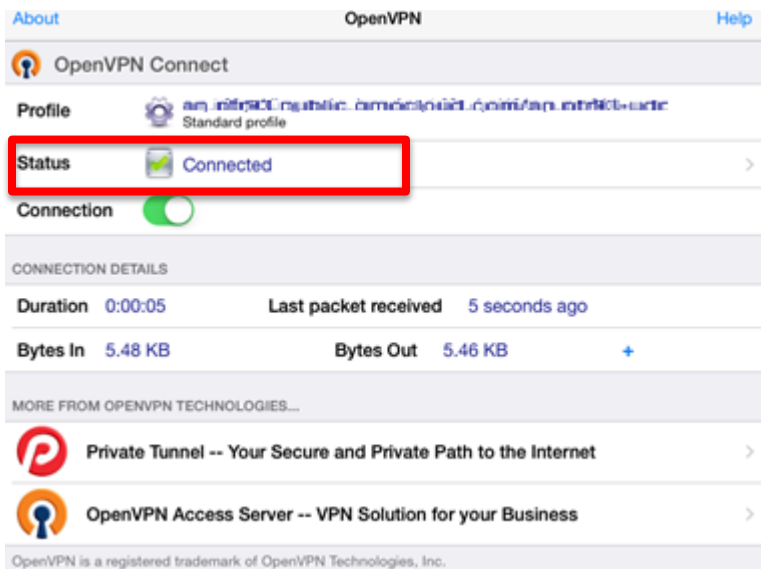 About OpenVPN Help
OpenVPN Connect
Profile
Standard profile
Status Connected
Connection
CONNECTION DETAILS
Duration 0:00:05 Last packet received 5 seconds ago
Bytes In 5.48 KB Bytes Out 5.46 KB +
MORE FROM OPENVPN TECHNOLOGIES...
Private Tunnel -- Your Secure and Private Path to the Internet
OpenVPN Access Server -- VPN Solution for your Business
OpenVPN is a registered trademark of OpenVPN Technologies, Inc.